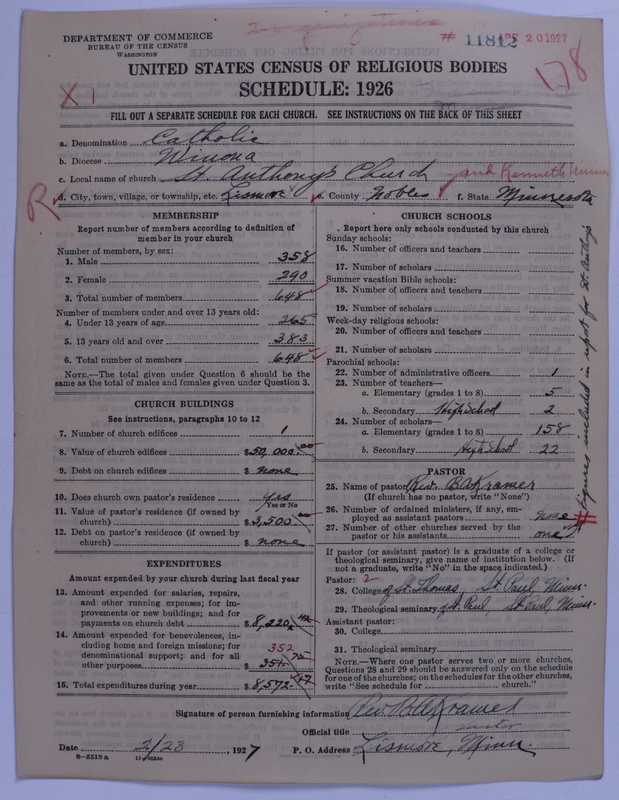 DEPARTMENT OF COMMERCE
BUREAU OF THE CENSUS
WASHINGTON
2 organizations
# 11812
APR 20 1927
178
X 1
UNITED STATES CENSUS OF RELIGIOUS BODIES
SCHEDULE: 1926
FILL OUT A SEPARATE SCHEDULE FOR EACH CHURCH. SEE INSTRUCTIONS ON THE BACK OF THIS SHEET
a. Denomination Catholic
b. Diocese Winona
c. Local name of church St. Anthony's Church and Kenneth
R
d. City, town, village, or township, etc. Lismore e. County Nobles f. State Minnesota
MEMBERSHIP
Report number of members according to definition of
member in your church
Number of members, by sex:
1. Male 358
2. Female 290
3. Total number of members 648
Number of members under and over 13 years old:
4. Under 13 years of age 265
5. 13 years old and over 383
6. Total number of members 648
NOTE.—The total given under Question 6 should be the
same as the total of males and females given under Question 3.
CHURCH BUILDINGS
See instructions, paragraphs 10 to 12
7. Number of church edifices 1
8. Value of church edifices $50,000.00
9. Debt on church edifices $ none
10. Does church own pastor's residence yes
Yes or No
11. Value of pastor's residence (if owned by
church) $3,500
12. Debt on pastor's residence (if owned by
church) $ none
EXPENDITURES
Amount expended by your church during last fiscal year
13. Amount expended for salaries, repairs,
and other running expenses; for im-
provements or new buildings; and for
payments on church debt $8,220.
14. Amount expended for benevolences, in-
cluding home and foreign missions; for
denominational support; and for all
other purposes 352 $ 351.
15. Total expenditures during year $8,572.
CHURCH SCHOOLS
Report here only schools conducted by this church
Sunday schools:
16. Number of officers and teachers
17. Number of scholars
Summer vacation Bible schools:
18. Number of officers and teachers
19. Number of scholars
Week-day religious schools:
20. Number of officers and teachers
21. Number of scholars
Parochial schools:
22. Number of administrative officers 1
23. Number of teachers—
a. Elementary (grades 1 to 8) 5
b. Secondary High School 2
24. Number of scholars—
a. Elementary (grades 1 to 8) 158
b. Secondary High School 22
PASTOR
25. Name of pastor Rev. B A Kramer
(If church has no pastor, write "None")
26. Number of ordained ministers, if any, em-
ployed as assistant pastors none
27. Number of other churches served by the
pastor or his assistants one
If pastor (or assistant pastor) is a graduate of a college or
theological seminary, give name of institution below. (If
not a graduate, write "No" in the space indicated.)
Pastor: 2
28. College of St. Thomas - St. Paul, Minn.
29. Theological seminary of St. Paul, St. Paul, Minn.
Assistant pastor:
30. College
31. Theological seminary
NOTE.—Where one pastor serves two or more churches,
Questions 28 and 29 should be answered only on the schedule
for one of the churches; on the schedules for the other churches,
write "See schedule for ........ church."
# figures included in report for St. Anthony's
Signature of person furnishing information Rev. B A Kramer
Official title pastor
Date 2/23, 1927 P. O. Address Lismore, Minn.
8—5518 a